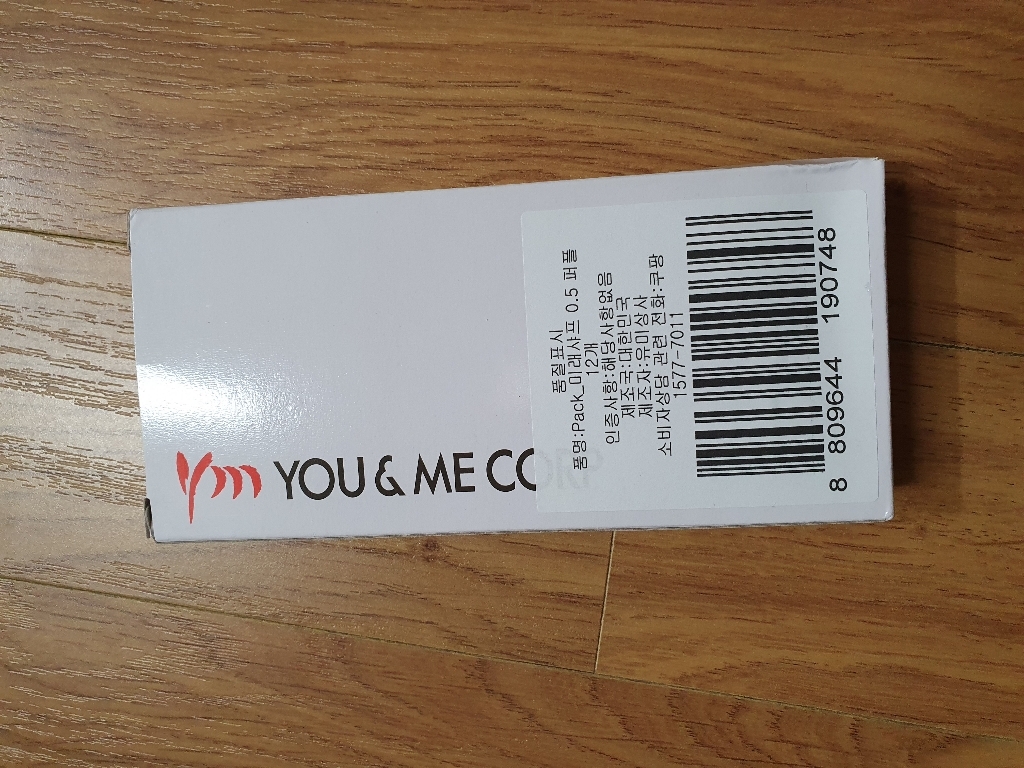 ym YOU & ME CORP
품질표시
품명:Pack_미래샤프 0.5 퍼플
12개
인증사항:해당사항없음
제조국:대한민국
제조자:유미상사
소비자상담 관련 전화:쿠팡
1577-7011
8 809644 190748